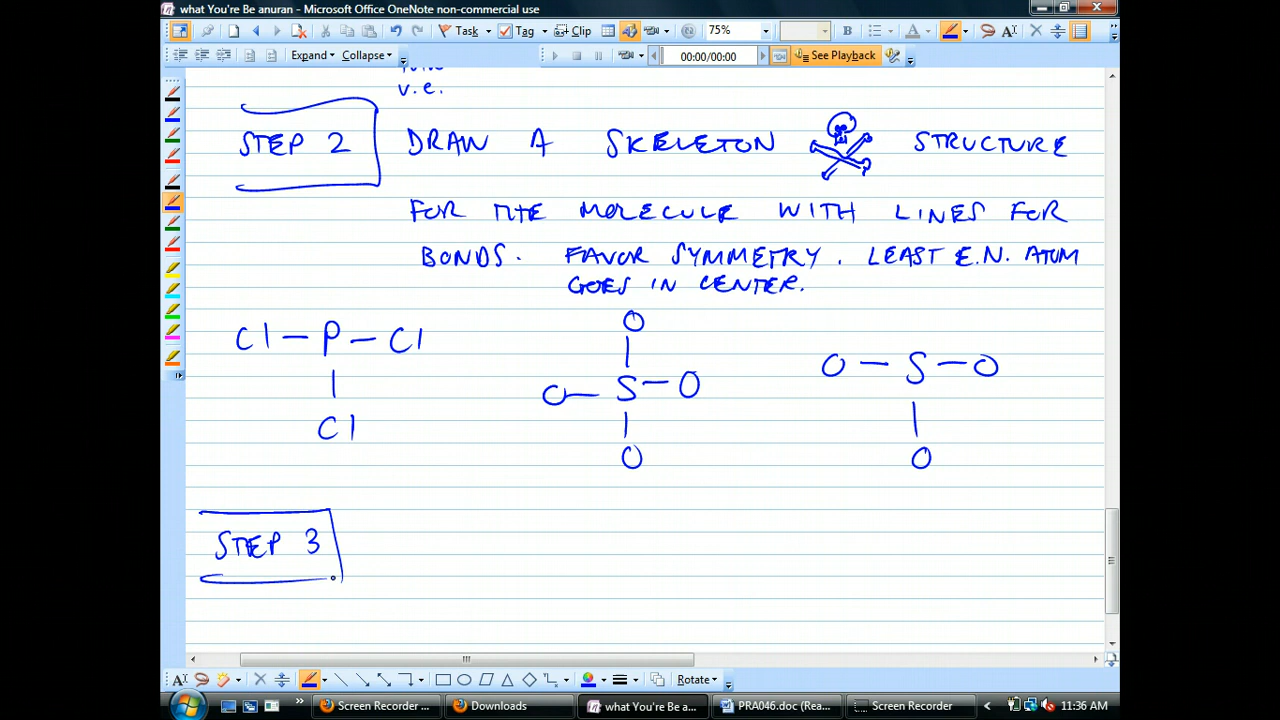 what You're Be anuran - Microsoft Office OneNote non-commercial use
Task Tag Clip 75% B A
Expand Collapse 00:00/00:00 See Playback
v.e.
STEP 2 DRAW A SKELETON STRUCTURE
FOR THE MOLECULE WITH LINES FOR
BONDS. FAVOR SYMMETRY. LEAST E.N. ATOM
GOES IN CENTER.
O
Cl — P — Cl
O — S — O
O — S — O
Cl
O
O
STEP 3
Rotate
Screen Recorder ... Downloads what You're Be a... PRA046.doc (Rea... Screen Recorder 11:36 AM